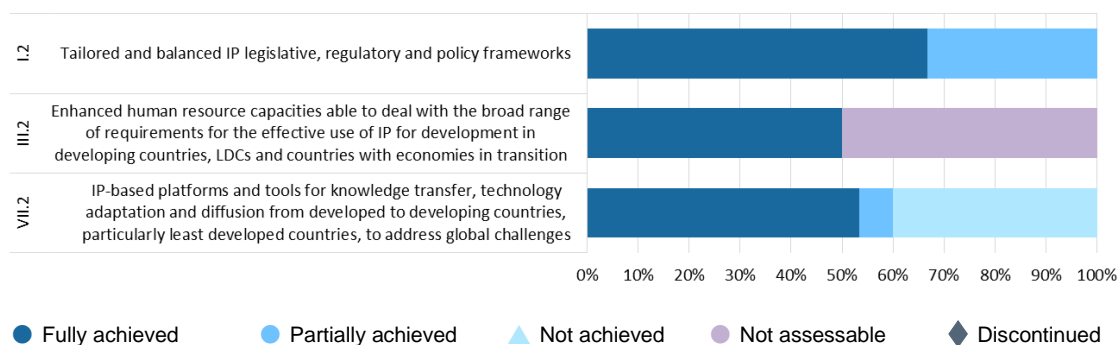 I.2
Tailored and balanced IP legislative, regulatory and policy frameworks
III.2
Enhanced human resource capacities able to deal with the broad range
of requirements for the effective use of IP for development in
developing countries, LDCs and countries with economies in transition
VII.2
IP-based platforms and tools for knowledge transfer, technology
adaptation and diffusion from developed to developing countries,
particularly least developed countries, to address global challenges
0% 10% 20% 30% 40% 50% 60% 70% 80% 90% 100%
Fully achieved Partially achieved Not achieved Not assessable Discontinued